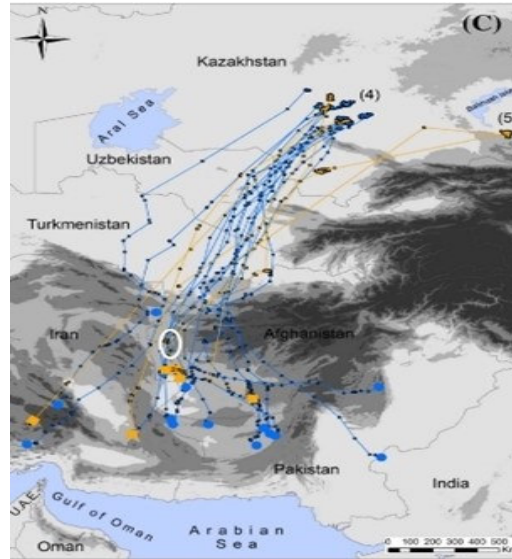 N
(C)
Kazakhstan
(4)
Aral Sea
(5
Uzbekistan
Turkmenistan
Iran
Afghanistan
Pakistan
India
U.A.E.
Gulf of Oman
Oman
Arabian
Sea
0 100 200 300 400 500